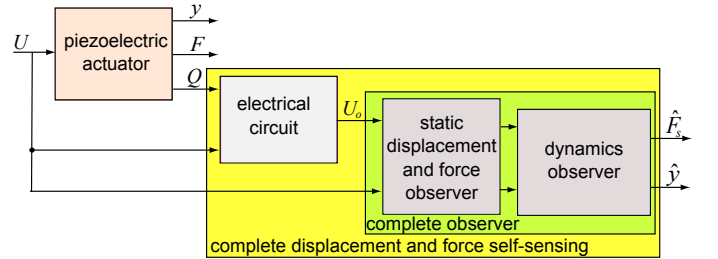 y
U
piezoelectric
actuator
F
Q
electrical
circuit
U_o
static
displacement
and force
observer
dynamics
observer
F̂_s
ŷ
complete observer
complete displacement and force self-sensing